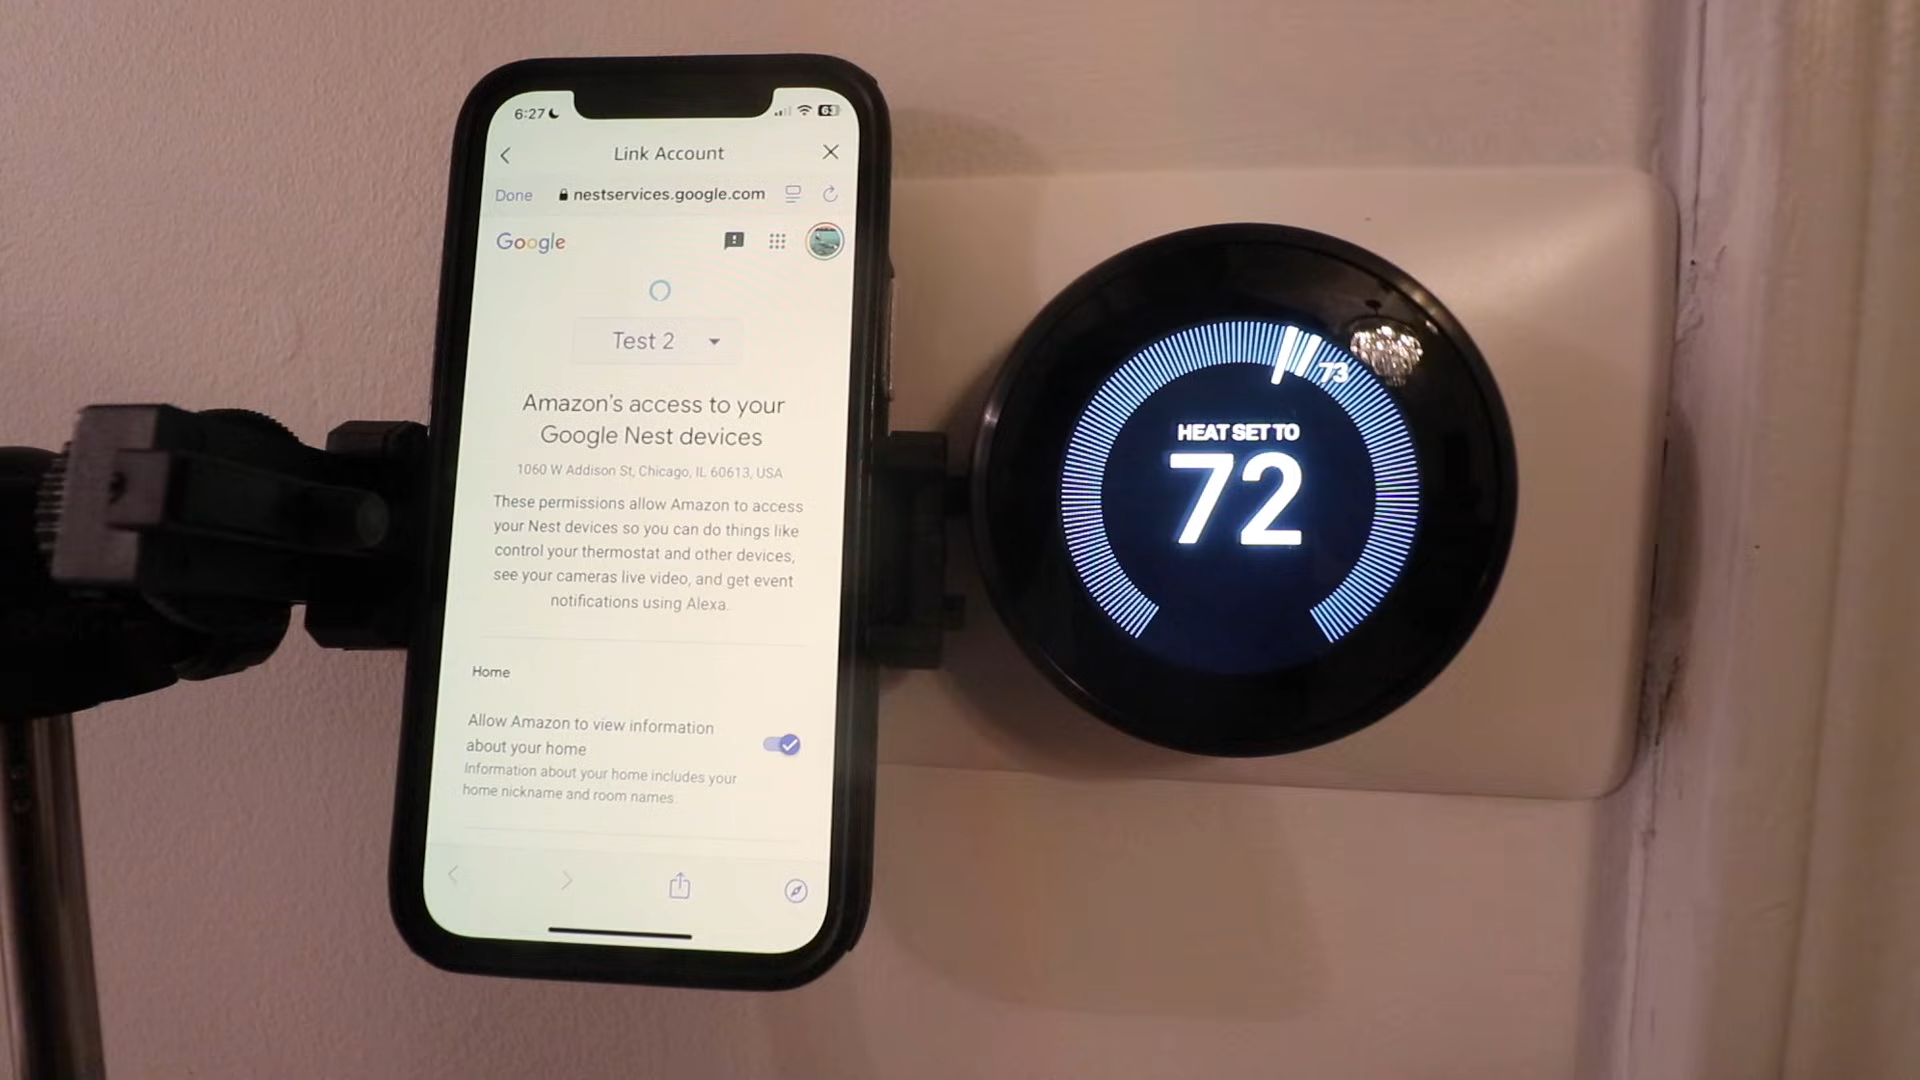 6:27
63
Link Account
Done
nestservices.google.com
Google
Test 2
Amazon's access to your
Google Nest devices
1060 W Addison St, Chicago, IL 60613, USA
These permissions allow Amazon to access
your Nest devices so you can do things like
control your thermostat and other devices,
see your cameras live video, and get event
notifications using Alexa.
Home
Allow Amazon to view information
about your home
Information about your home includes your
home nickname and room names.
73
HEAT SET TO
72